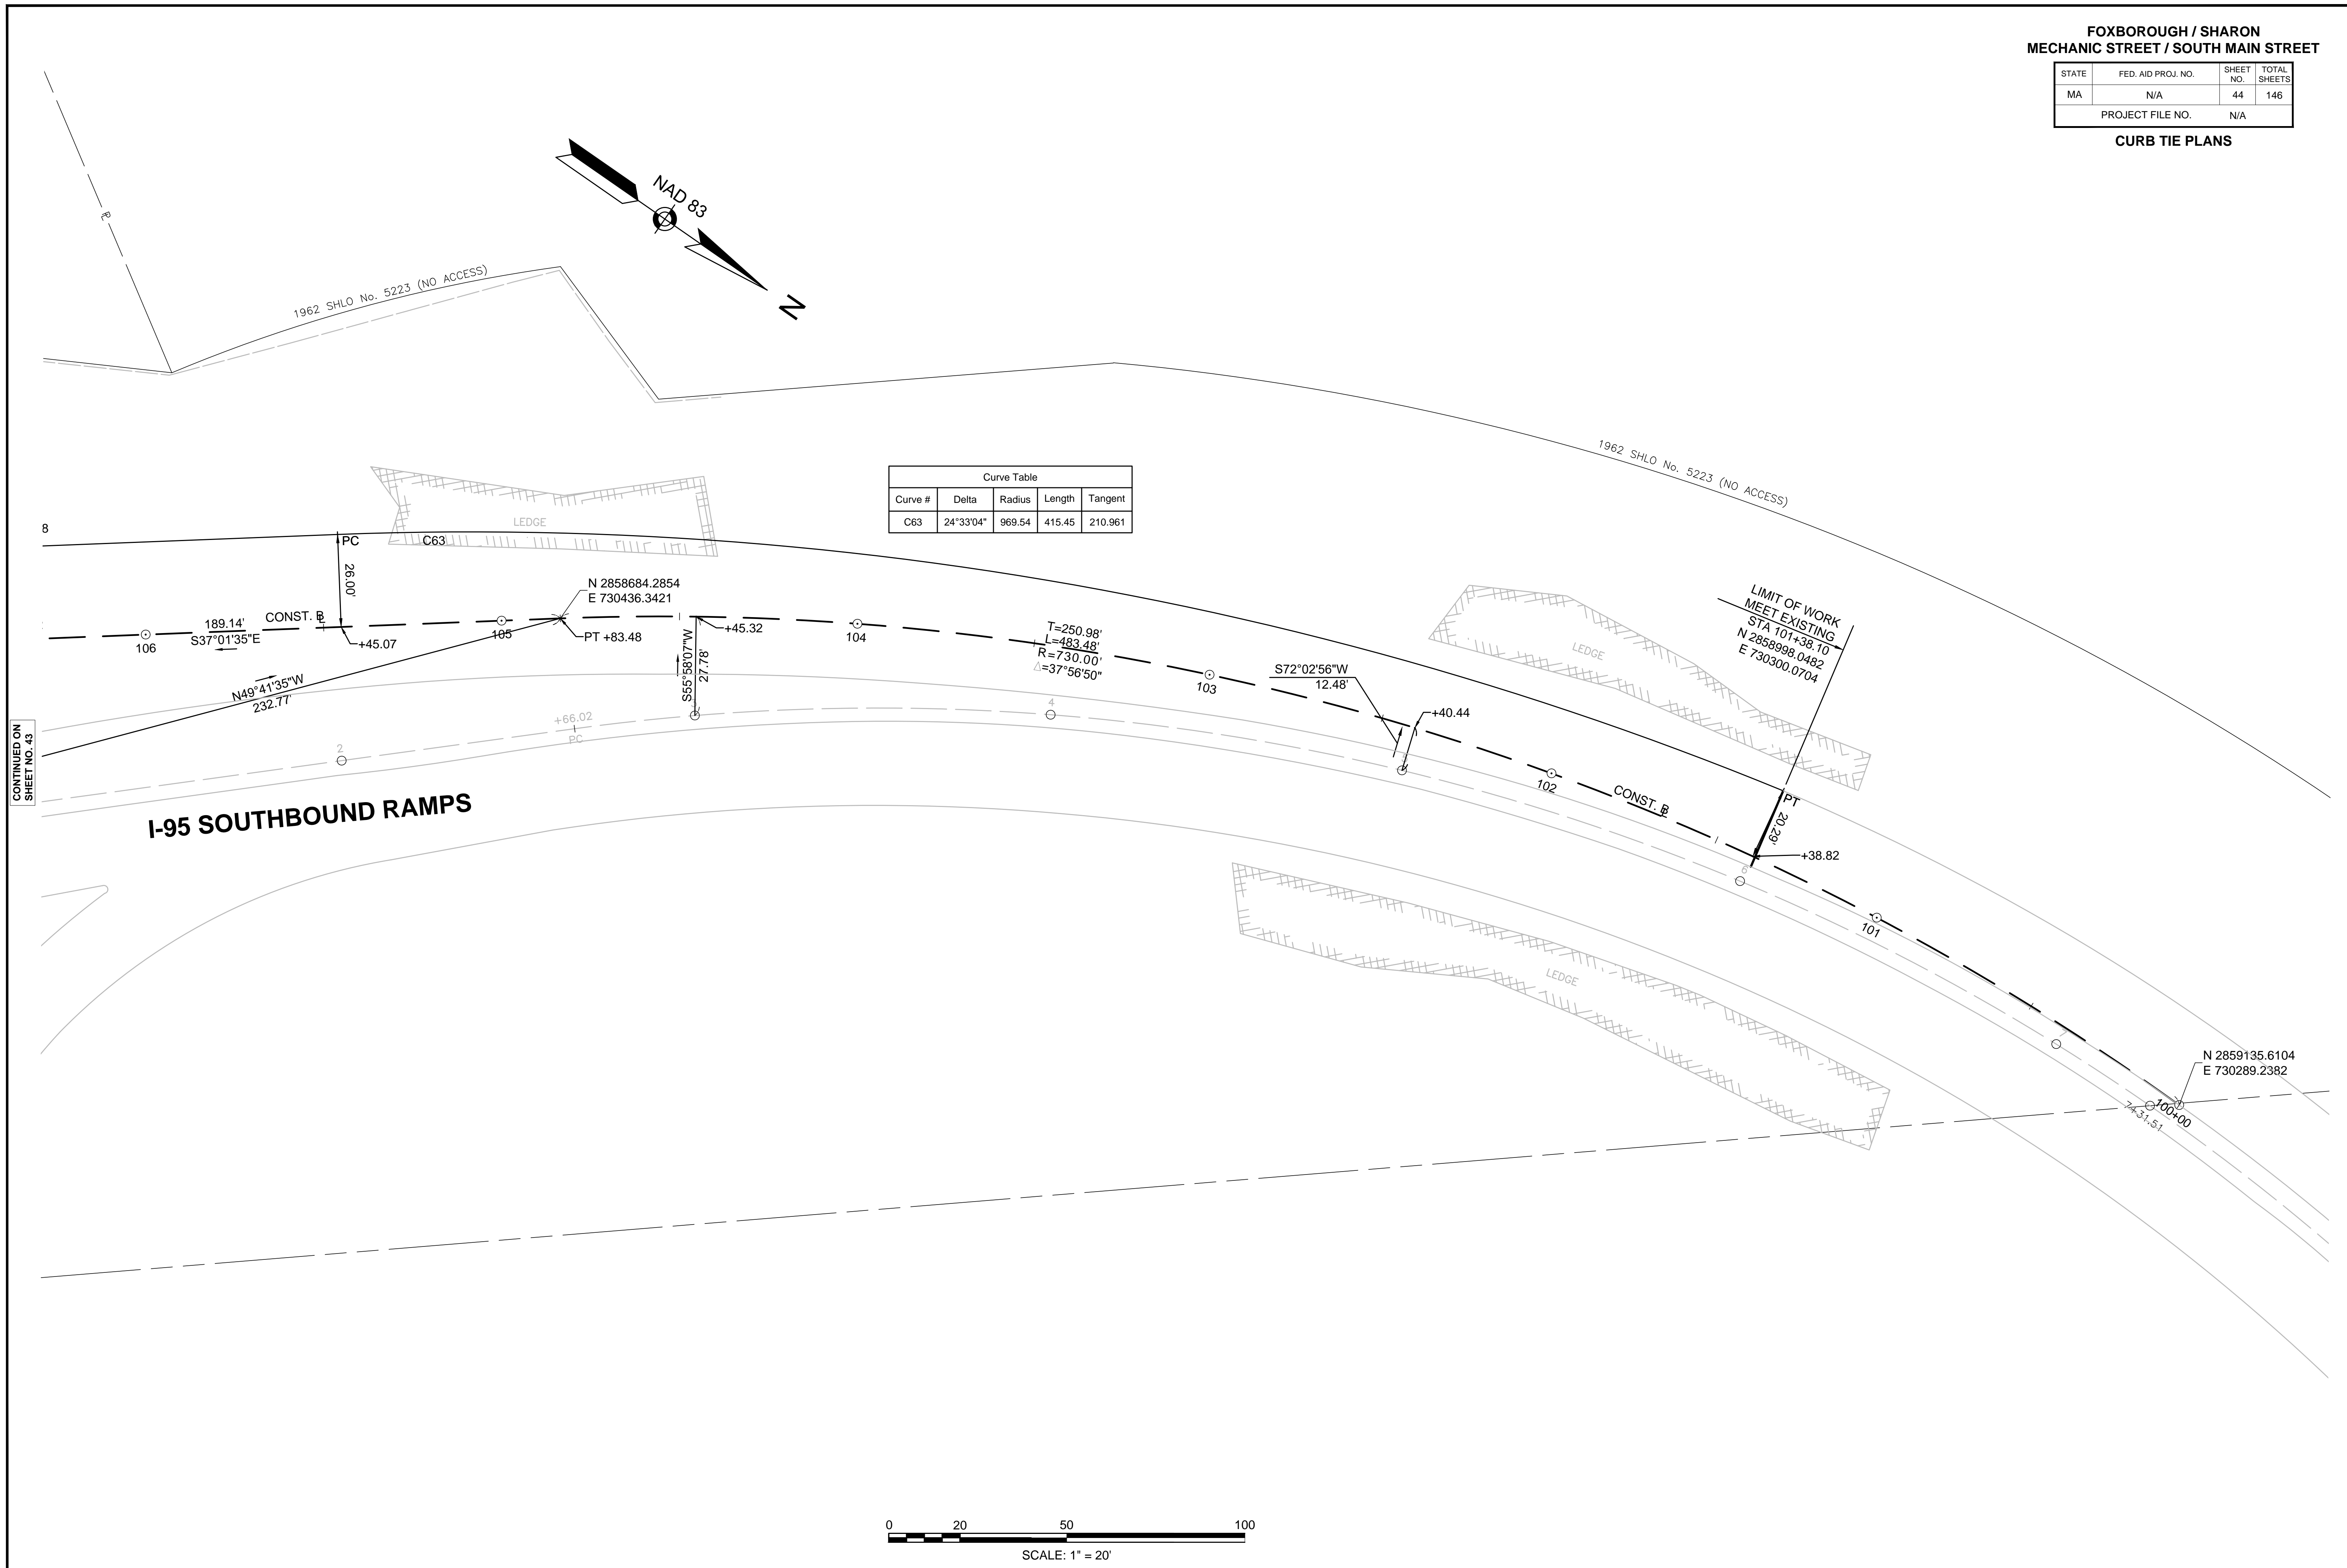 FOXBOROUGH / SHARON
MECHANIC STREET / SOUTH MAIN STREET
STATE FED. AID PROJ. NO. SHEET NO. TOTAL SHEETS
MA N/A 44 146
PROJECT FILE NO. N/A
CURB TIE PLANS
NAD 83
N
1962 SHLO No. 5223 (NO ACCESS)
1962 SHLO No. 5223 (NO ACCESS)
Curve Table
Curve # Delta Radius Length Tangent
C63 24°33'04" 969.54 415.45 210.961
LEDGE
8
PC
C63
26.00'
N 2858684.2854
E 730436.3421
189.14'
S37°01'35"E
CONST. BL
106
+45.07
105
PT +83.48
S55°58'07"W
27.78'
+45.32
104
T=250.98'
L=483.48'
R=730.00'
△=37°56'50"
103
S72°02'56"W
12.48'
+40.44
LEDGE
LIMIT OF WORK
MEET EXISTING
STA 101+38.10
N 2858998.0482
E 730300.0704
N49°41'35"W
232.77'
+66.02
PC
2
4
102
CONST. BL
PT
20.29'
+38.82
6
101
CONTINUED ON
SHEET NO. 43
I-95 SOUTHBOUND RAMPS
LEDGE
7
N 2859135.6104
E 730289.2382
100+00
7+31.51
0 20 50 100
SCALE: 1" = 20'